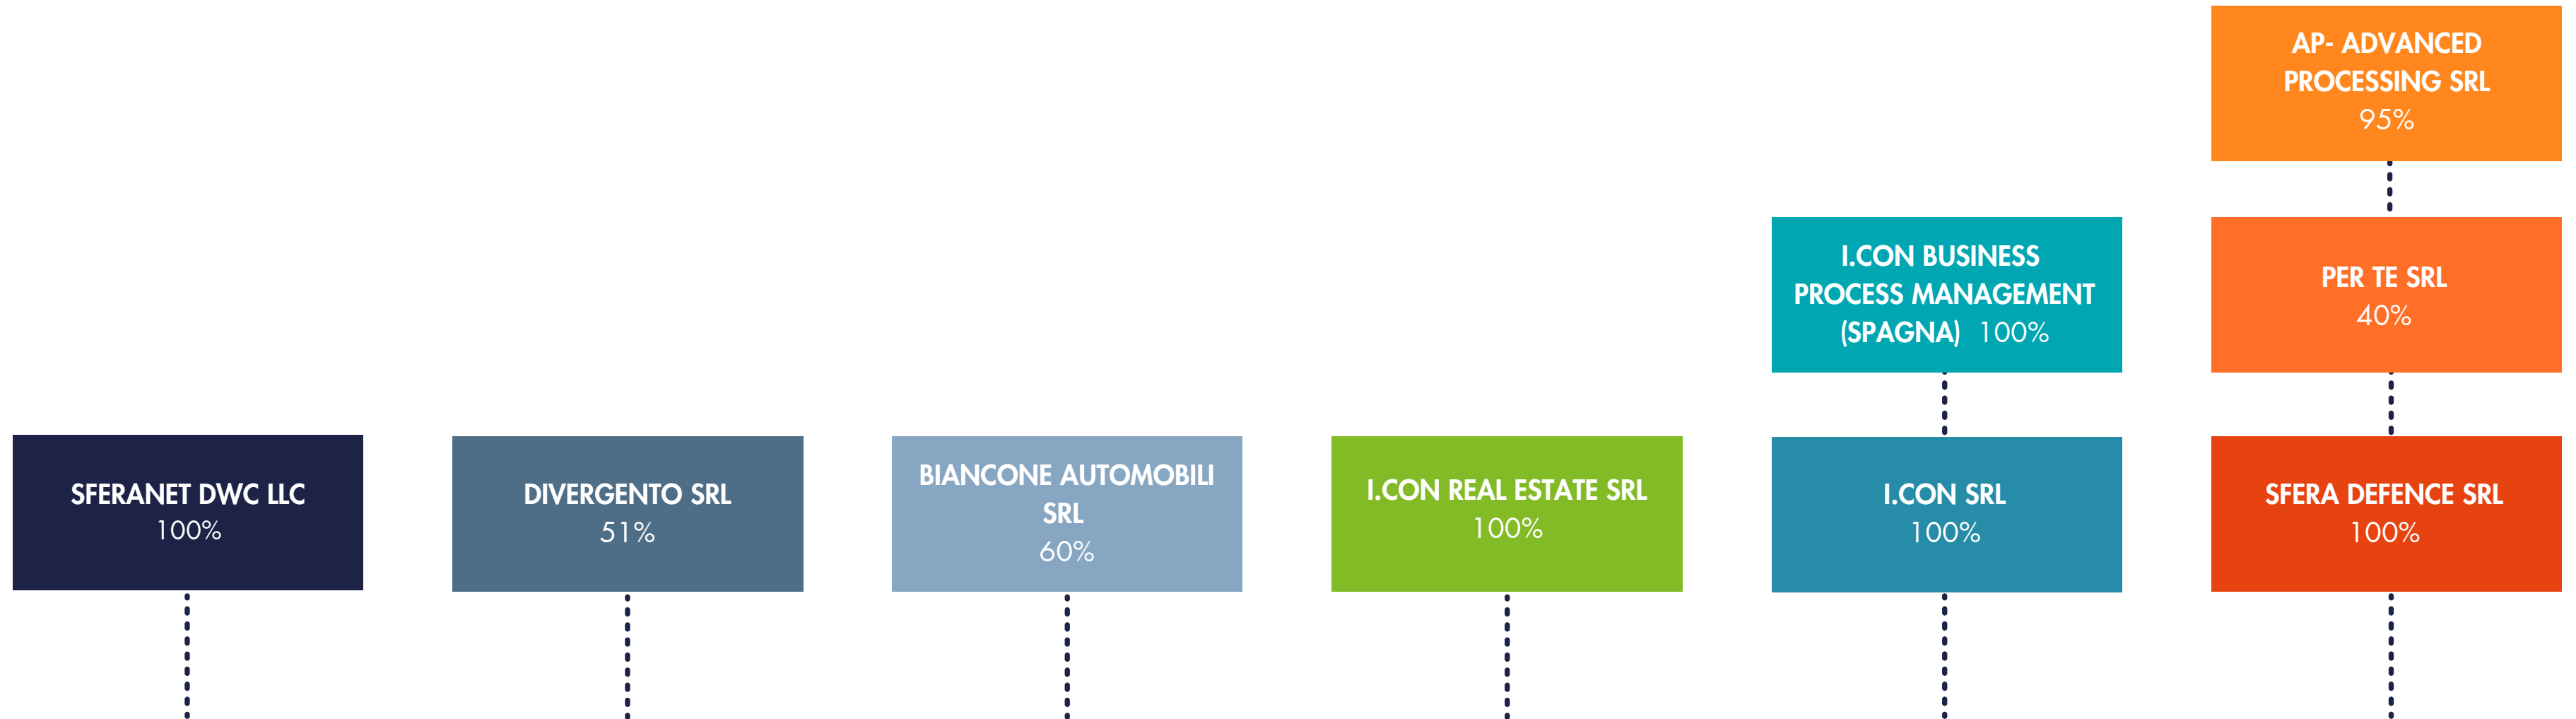 AP- ADVANCED
PROCESSING SRL
95%
I.CON BUSINESS
PROCESS MANAGEMENT
(SPAGNA) 100%
PER TE SRL
40%
SFERANET DWC LLC
100%
DIVERGENTO SRL
51%
BIANCONE AUTOMOBILI
SRL
60%
I.CON REAL ESTATE SRL
100%
I.CON SRL
100%
SFERA DEFENCE SRL
100%